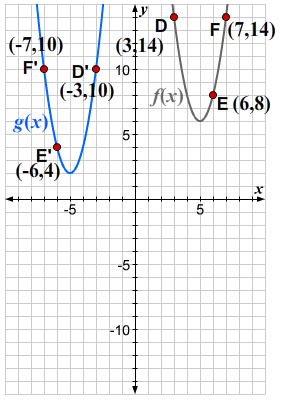 y
D F (7,14)
(-7,10) (3,14)
F' D' 10
(-3,10) f(x) E (6,8)
g(x) 5
E'
(-6,4)
x
-5 5
-5
-10